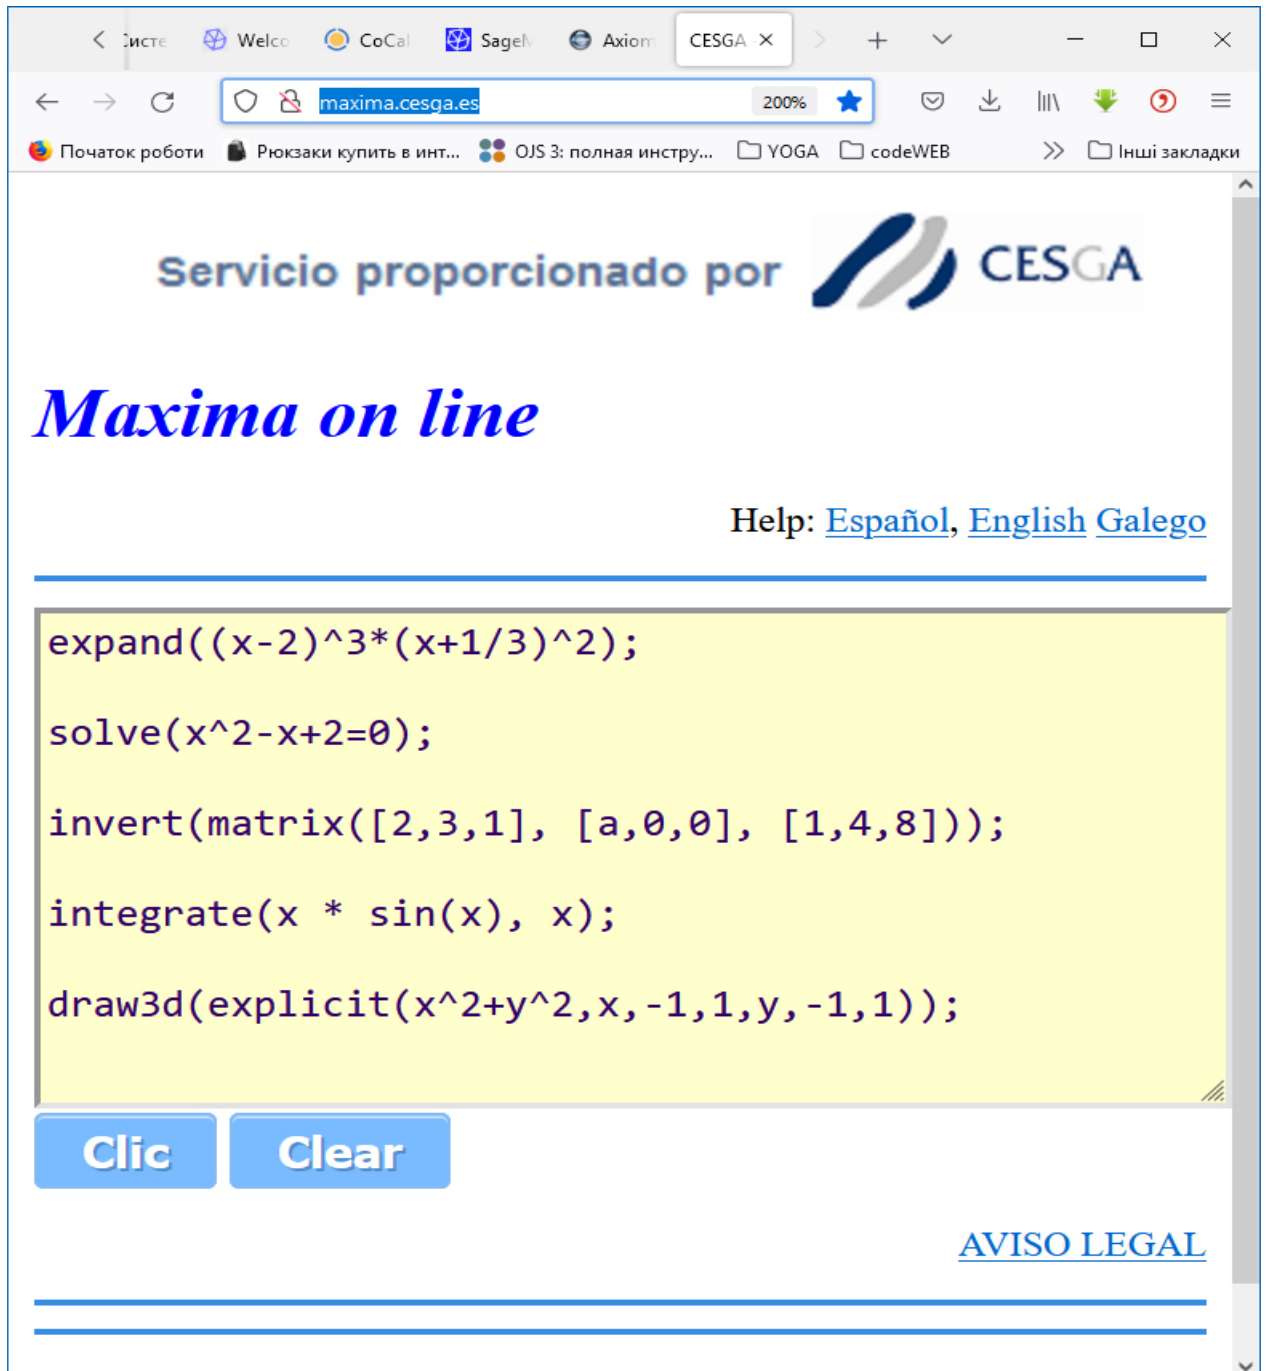 Welco CoCal Sage Axiom CESGA
maxima.cesga.es 200%
Початок роботи Рюкзаки купить в инт... OJS 3: полная инстру... YOGA codeWEB Інші закладки
Servicio proporcionado por CESGA
Maxima on line
Help: Español, English Galego
expand((x-2)^3*(x+1/3)^2);
solve(x^2-x+2=0);
invert(matrix([2,3,1], [a,0,0], [1,4,8]));
integrate(x * sin(x), x);
draw3d(explicit(x^2+y^2,x,-1,1,y,-1,1));
Clic Clear
AVISO LEGAL